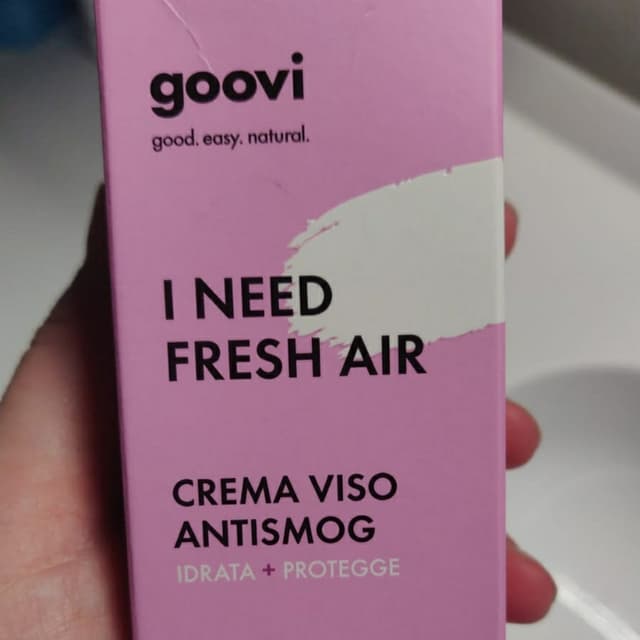 goovi
good. easy. natural.
I NEED
FRESH AIR
CREMA VISO
ANTISMOG
IDRATA + PROTEGGE